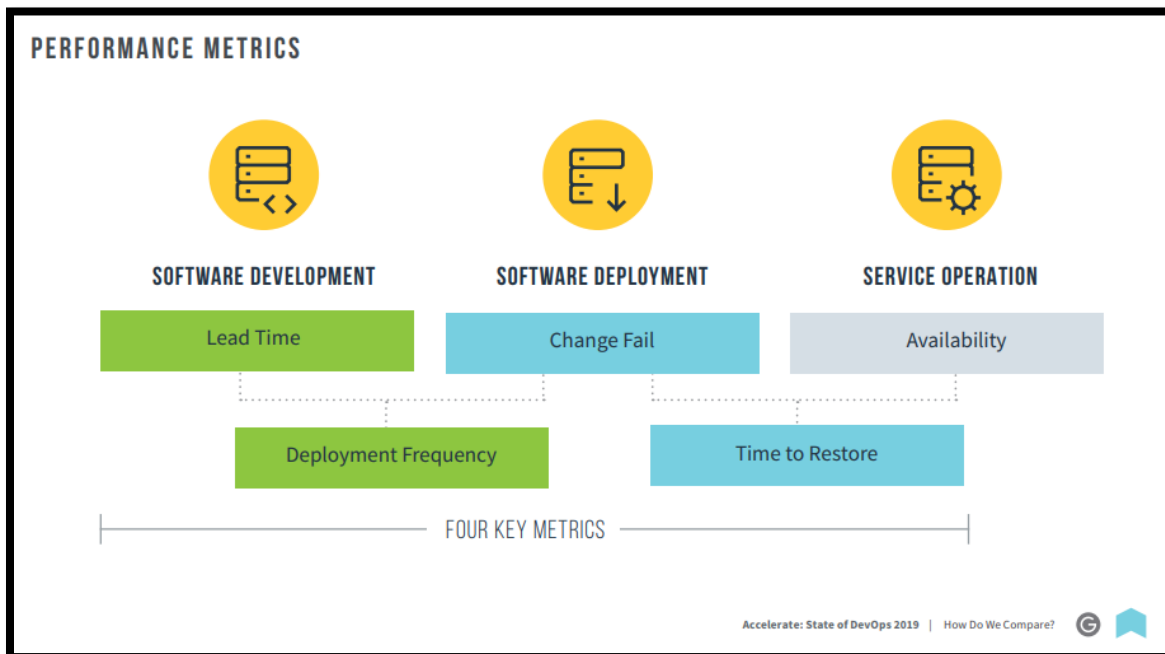 PERFORMANCE METRICS
SOFTWARE DEVELOPMENT
SOFTWARE DEPLOYMENT
SERVICE OPERATION
Lead Time
Change Fail
Availability
Deployment Frequency
Time to Restore
FOUR KEY METRICS
Accelerate: State of DevOps 2019 | How Do We Compare?
G